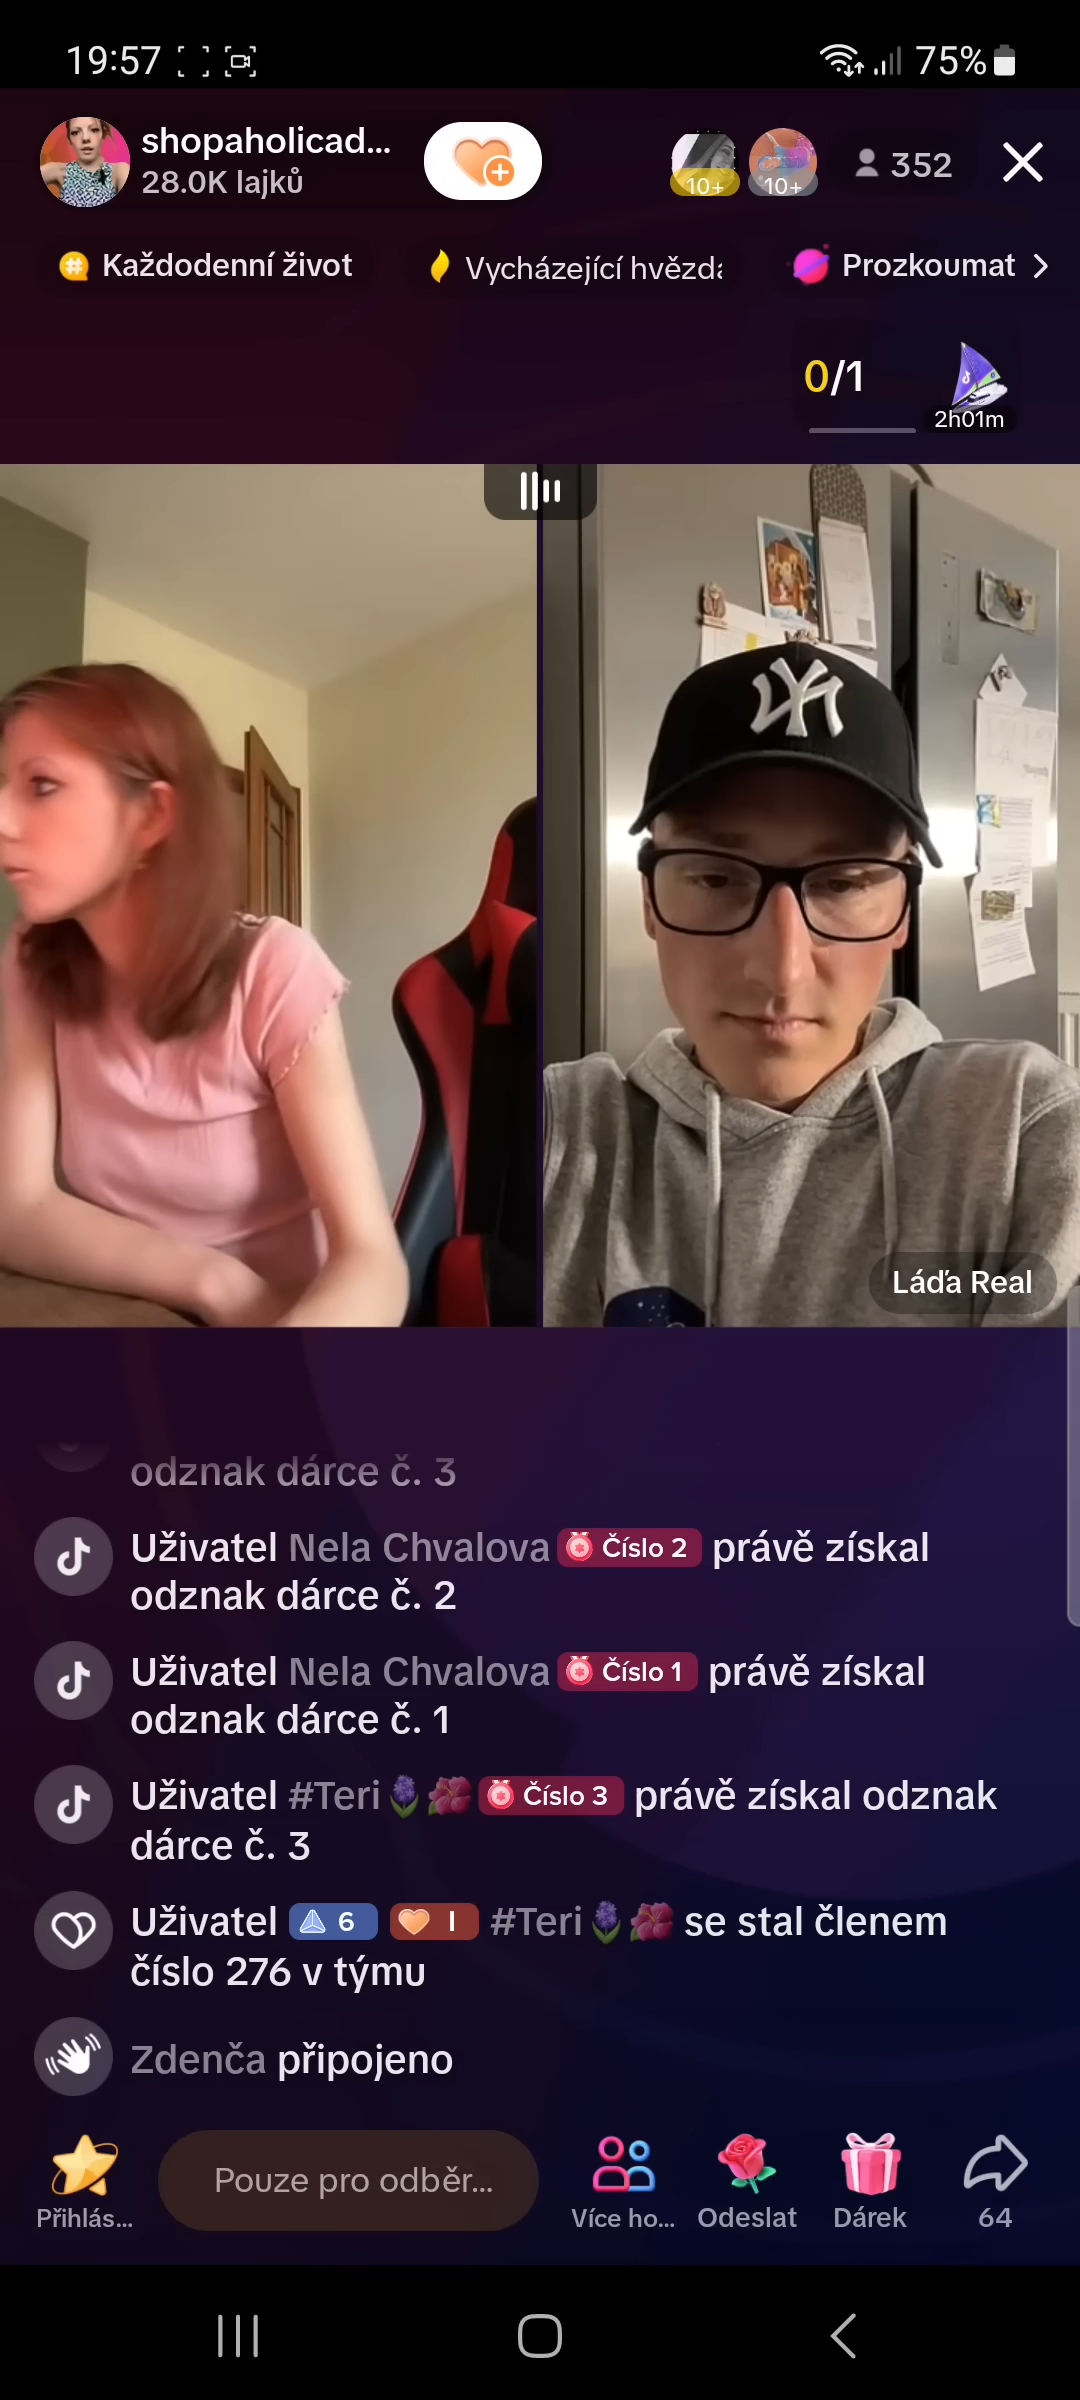 19:57
75%
shopaholicad...
28.0K lajků
10+
10+
352
Každodenní život
Vycházející hvězda
Prozkoumat
0/1
2h01m
NY
Láďa Real
odznak dárce č. 3
Uživatel Nela Chvalova Číslo 2 právě získal
odznak dárce č. 2
Uživatel Nela Chvalova Číslo 1 právě získal
odznak dárce č. 1
Uživatel #Teri Číslo 3 právě získal odznak
dárce č. 3
Uživatel 6 I #Teri se stal členem
číslo 276 v týmu
Zdenča připojeno
Přihlás...
Pouze pro odběr...
Více ho...
Odeslat
Dárek
64